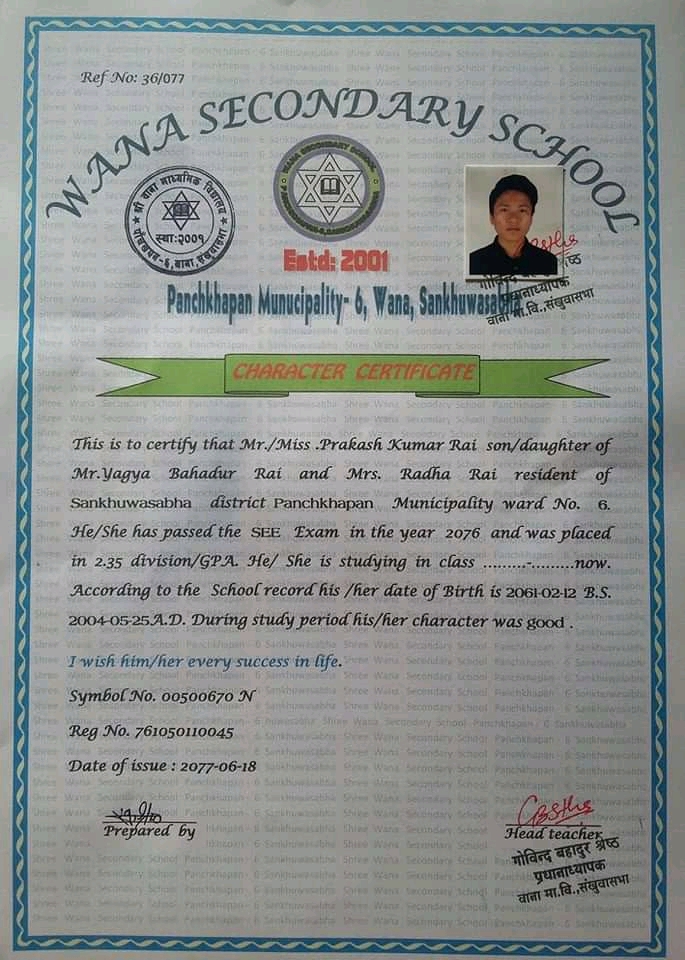 Ref No: 36/077
WANA SECONDARY SCHOOL
श्री वाना माध्यमिक विद्यालय
स्था:२००१
पाँचखपन-६,वाना,संखुवासभा
WANA SECONDARY SCHOOL
PANCHKHAPAN-6,SANKHUWASABHA
Estd: 2001
Panchkhapan Munucipality- 6, Wana, Sankhuwasabha
गोविन्द बहादुर श्रेष्ठ
प्रधानाध्यापक
वाना मा.वि.,संखुवासभा
CHARACTER CERTIFICATE
This is to certify that Mr./Miss .Prakash Kumar Rai son/daughter of
Mr.Yagya Bahadur Rai and Mrs. Radha Rai resident of
Sankhuwasabha district Panchkhapan Municipality ward No. 6.
He/She has passed the SEE Exam in the year 2076 and was placed
in 2.35 division/GPA. He/ She is studying in class .........-.........now.
According to the School record his /her date of Birth is 2061-02-12 B.S.
2004-05-25A.D. During study period his/her character was good .
I wish him/her every success in life.
Symbol No. 00500670 N
Reg No. 761050110045
Date of issue : 2077-06-18
Prepared by
Head teacher
गोविन्द बहादुर श्रेष्ठ
प्रधानाध्यापक
वाना मा.वि.,संखुवासभा